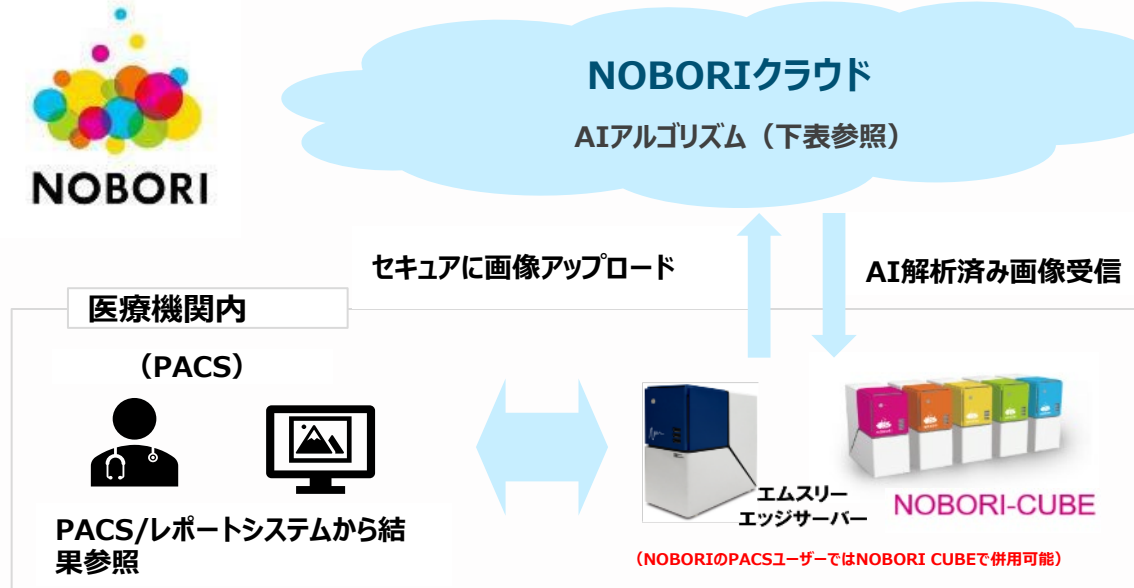 NOBORI
NOBORIクラウド
AIアルゴリズム（下表参照）
セキュアに画像アップロード
AI解析済み画像受信
医療機関内
（PACS）
PACS/レポートシステムから結
果参照
エムスリー
エッジサーバー
NOBORI-CUBE
（NOBORIのPACSユーザーではNOBORI CUBEで併用可能）